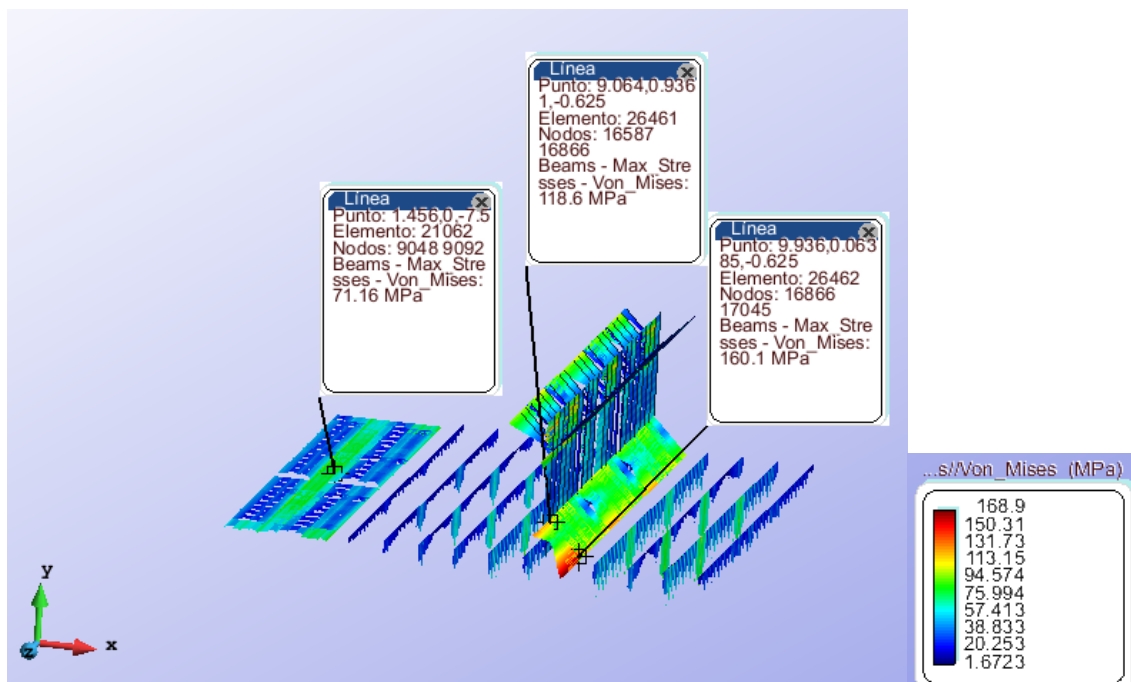 Línea
Punto: 9.064,0.936
1,-0.625
Elemento: 26461
Nodos: 16587
16866
Beams - Max_Stre
sses - Von_Mises:
118.6 MPa
Línea
Punto: 1.456,0,-7.5
Elemento: 21062
Nodos: 9048 9092
Beams - Max_Stre
sses - Von_Mises:
71.16 MPa
Línea
Punto: 9.936,0.063
85,-0.625
Elemento: 26462
Nodos: 16866
17045
Beams - Max_Stre
sses - Von_Mises:
160.1 MPa
...s//Von_Mises (MPa)
168.9
150.31
131.73
113.15
94.574
75.994
57.413
38.833
20.253
1.6723
y
x
z